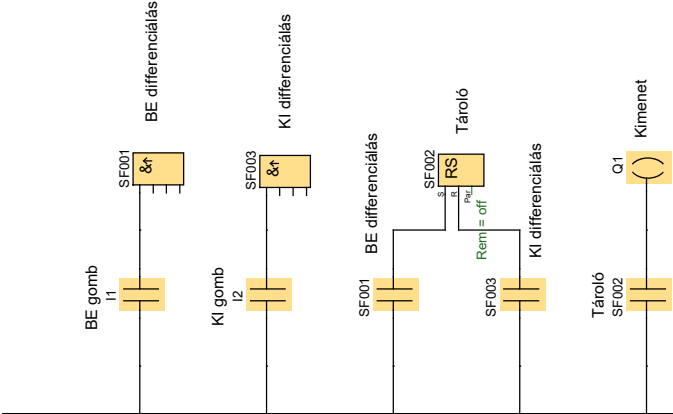 BE differenciálás
SF001
&↑
BE gomb
I1
KI differenciálás
SF003
&↑
KI gomb
I2
Tároló
SF002
RS
S
R
Par
Rem = off
BE differenciálás
SF001
KI differenciálás
SF003
Kimenet
Q1
Tároló
SF002